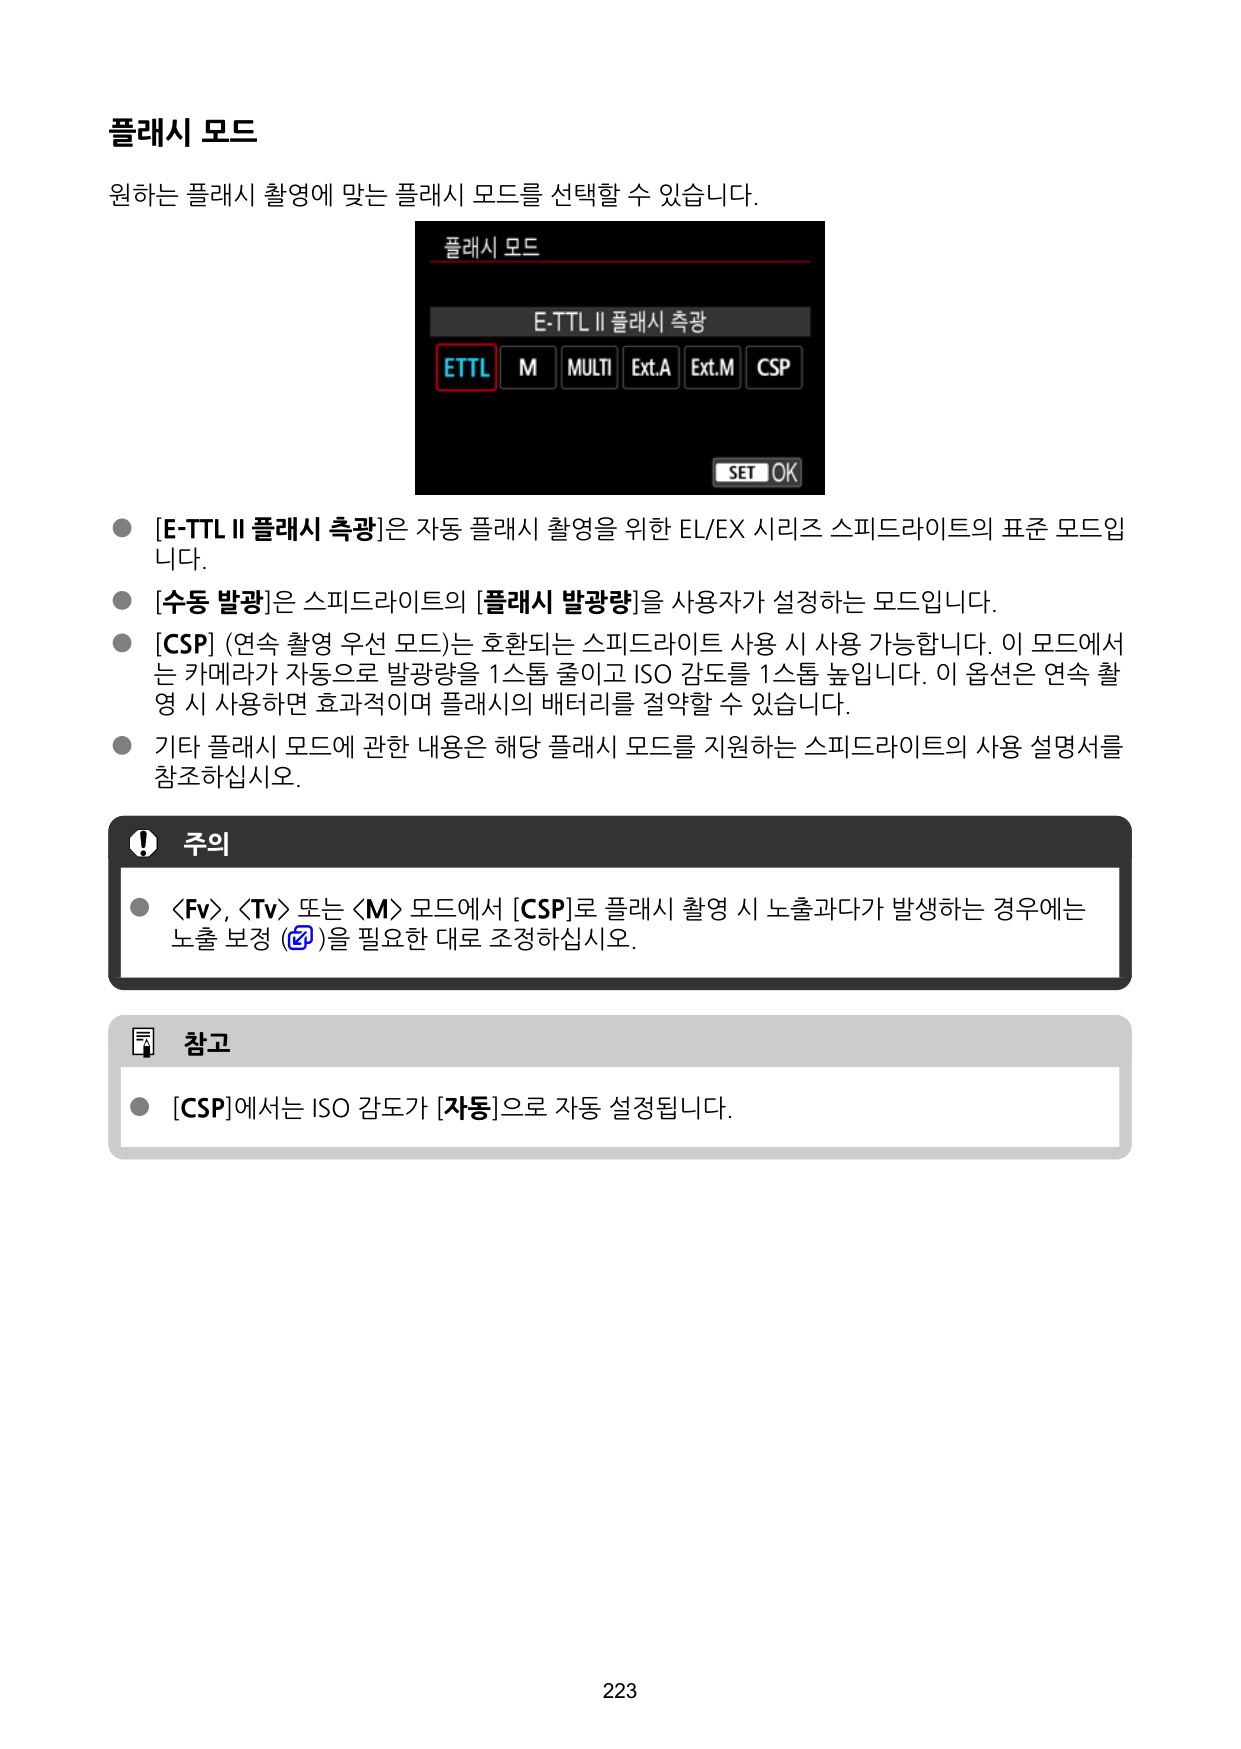 플래시 모드
원하는 플래시 촬영에 맞는 플래시 모드를 선택할 수 있습니다.
플래시 모드
E-TTL II 플래시 측광
ETTL M MULTI Ext.A Ext.M CSP
SET OK
● [E-TTL II 플래시 측광]은 자동 플래시 촬영을 위한 EL/EX 시리즈 스피드라이트의 표준 모드입
니다.
● [수동 발광]은 스피드라이트의 [플래시 발광량]을 사용자가 설정하는 모드입니다.
● [CSP] (연속 촬영 우선 모드)는 호환되는 스피드라이트 사용 시 사용 가능합니다. 이 모드에서
는 카메라가 자동으로 발광량을 1스톱 줄이고 ISO 감도를 1스톱 높입니다. 이 옵션은 연속 촬
영 시 사용하면 효과적이며 플래시의 배터리를 절약할 수 있습니다.
● 기타 플래시 모드에 관한 내용은 해당 플래시 모드를 지원하는 스피드라이트의 사용 설명서를
참조하십시오.
주의
● <Fv>, <Tv> 또는 <M> 모드에서 [CSP]로 플래시 촬영 시 노출과다가 발생하는 경우에는
노출 보정 ( )을 필요한 대로 조정하십시오.
참고
● [CSP]에서는 ISO 감도가 [자동]으로 자동 설정됩니다.
223